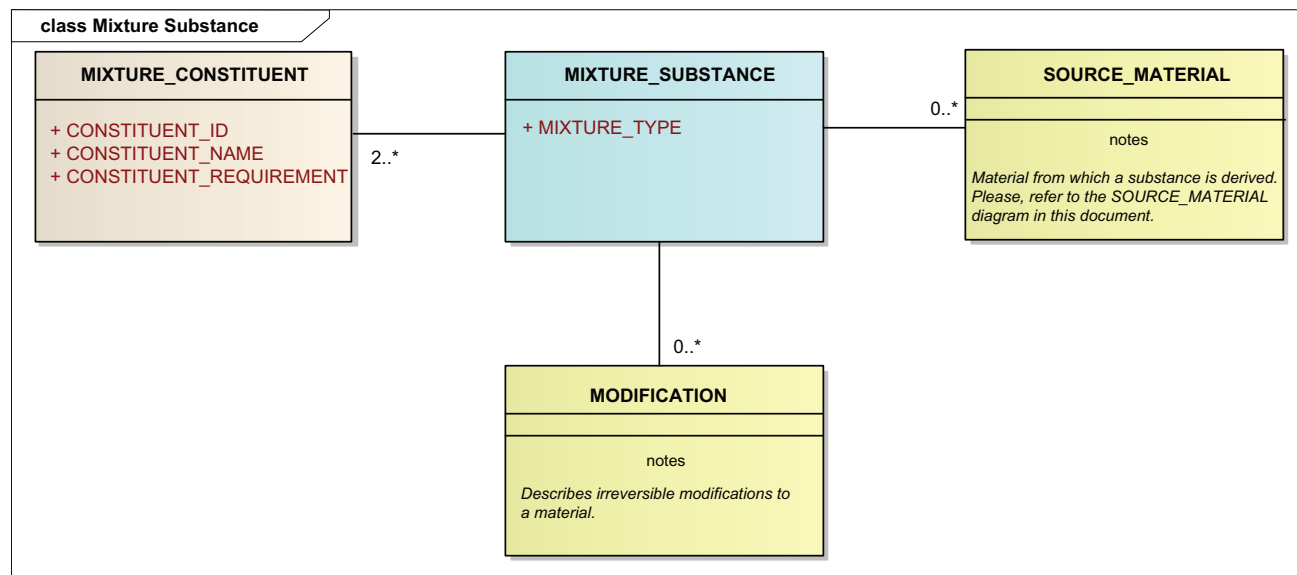 class Mixture Substance
MIXTURE_CONSTITUENT
+ CONSTITUENT_ID
+ CONSTITUENT_NAME
+ CONSTITUENT_REQUIREMENT
2..*
MIXTURE_SUBSTANCE
+ MIXTURE_TYPE
0..*
SOURCE_MATERIAL
notes
Material from which a substance is derived.
Please, refer to the SOURCE_MATERIAL
diagram in this document.
0..*
MODIFICATION
notes
Describes irreversible modifications to
a material.